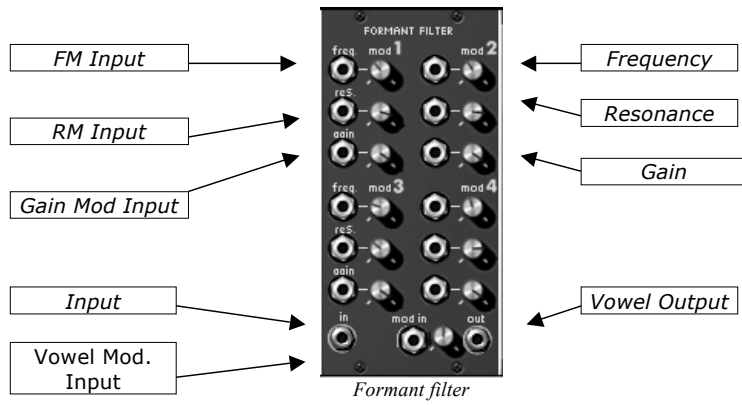 FORMANT FILTER
freq. mod 1 mod 2
res.
gain
freq. mod 3 mod 4
res.
gain
in mod in out
FM Input
RM Input
Gain Mod Input
Input
Vowel Mod.
Input
Frequency
Resonance
Gain
Vowel Output
Formant filter